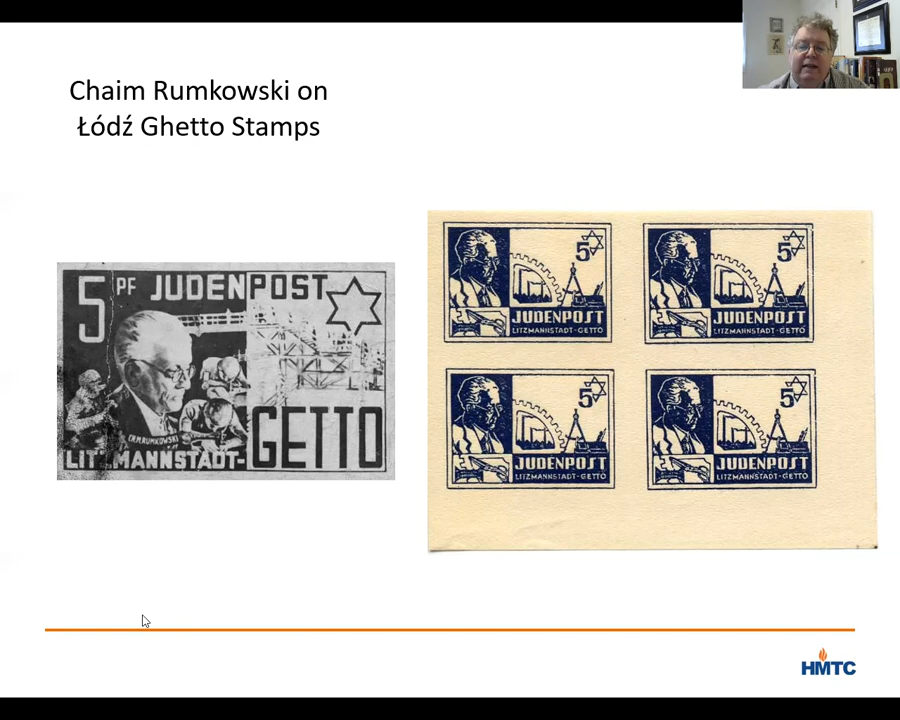 Chaim Rumkowski on
Łódź Ghetto Stamps
5 PF JUDENPOST
CH.M.RUMKOWSKI
LITZMANNSTADT-
GETTO
5
JUDENPOST
LITZMANNSTADT-GETTO
5
JUDENPOST
LITZMANNSTADT-GETTO
5
JUDENPOST
LITZMANNSTADT-GETTO
5
JUDENPOST
LITZMANNSTADT-GETTO
HMTC